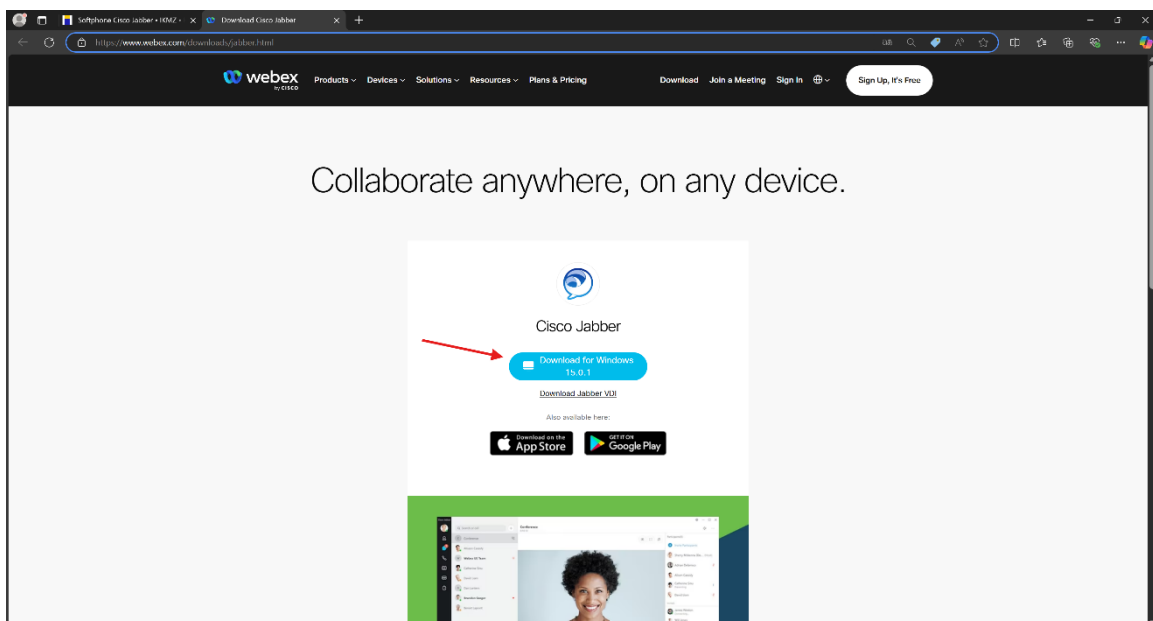 Softphone Cisco Jabber • IKMZ •
Download Cisco Jabber
https://www.webex.com/downloads/jabber.html
webex
by CISCO
Products
Devices
Solutions
Resources
Plans & Pricing
Download
Join a Meeting
Sign In
Sign Up, It's Free
Collaborate anywhere, on any device.
Cisco Jabber
Download for Windows
15.0.1
Download Jabber VDI
Also available here:
Download on the
App Store
GET IT ON
Google Play